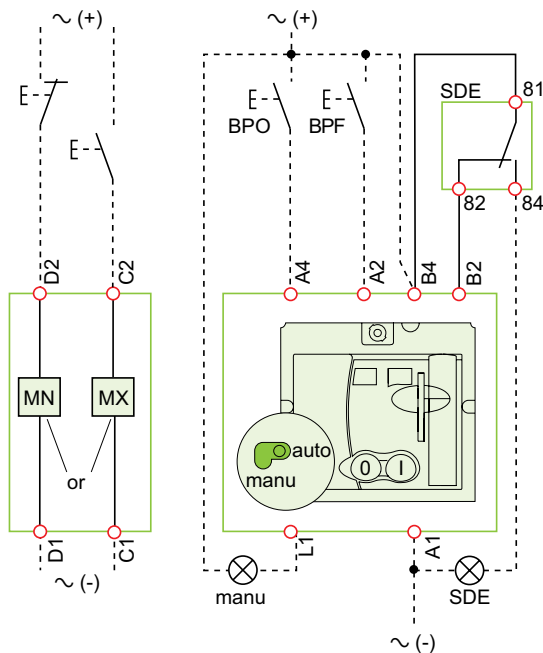 ∼ (+)
∼ (+)
81
SDE
BPO
BPF
82
84
D2
C2
A4
A2
B4
B2
MN
MX
or
auto
manu
0
I
D1
C1
L1
A1
∼ (-)
manu
SDE
∼ (-)